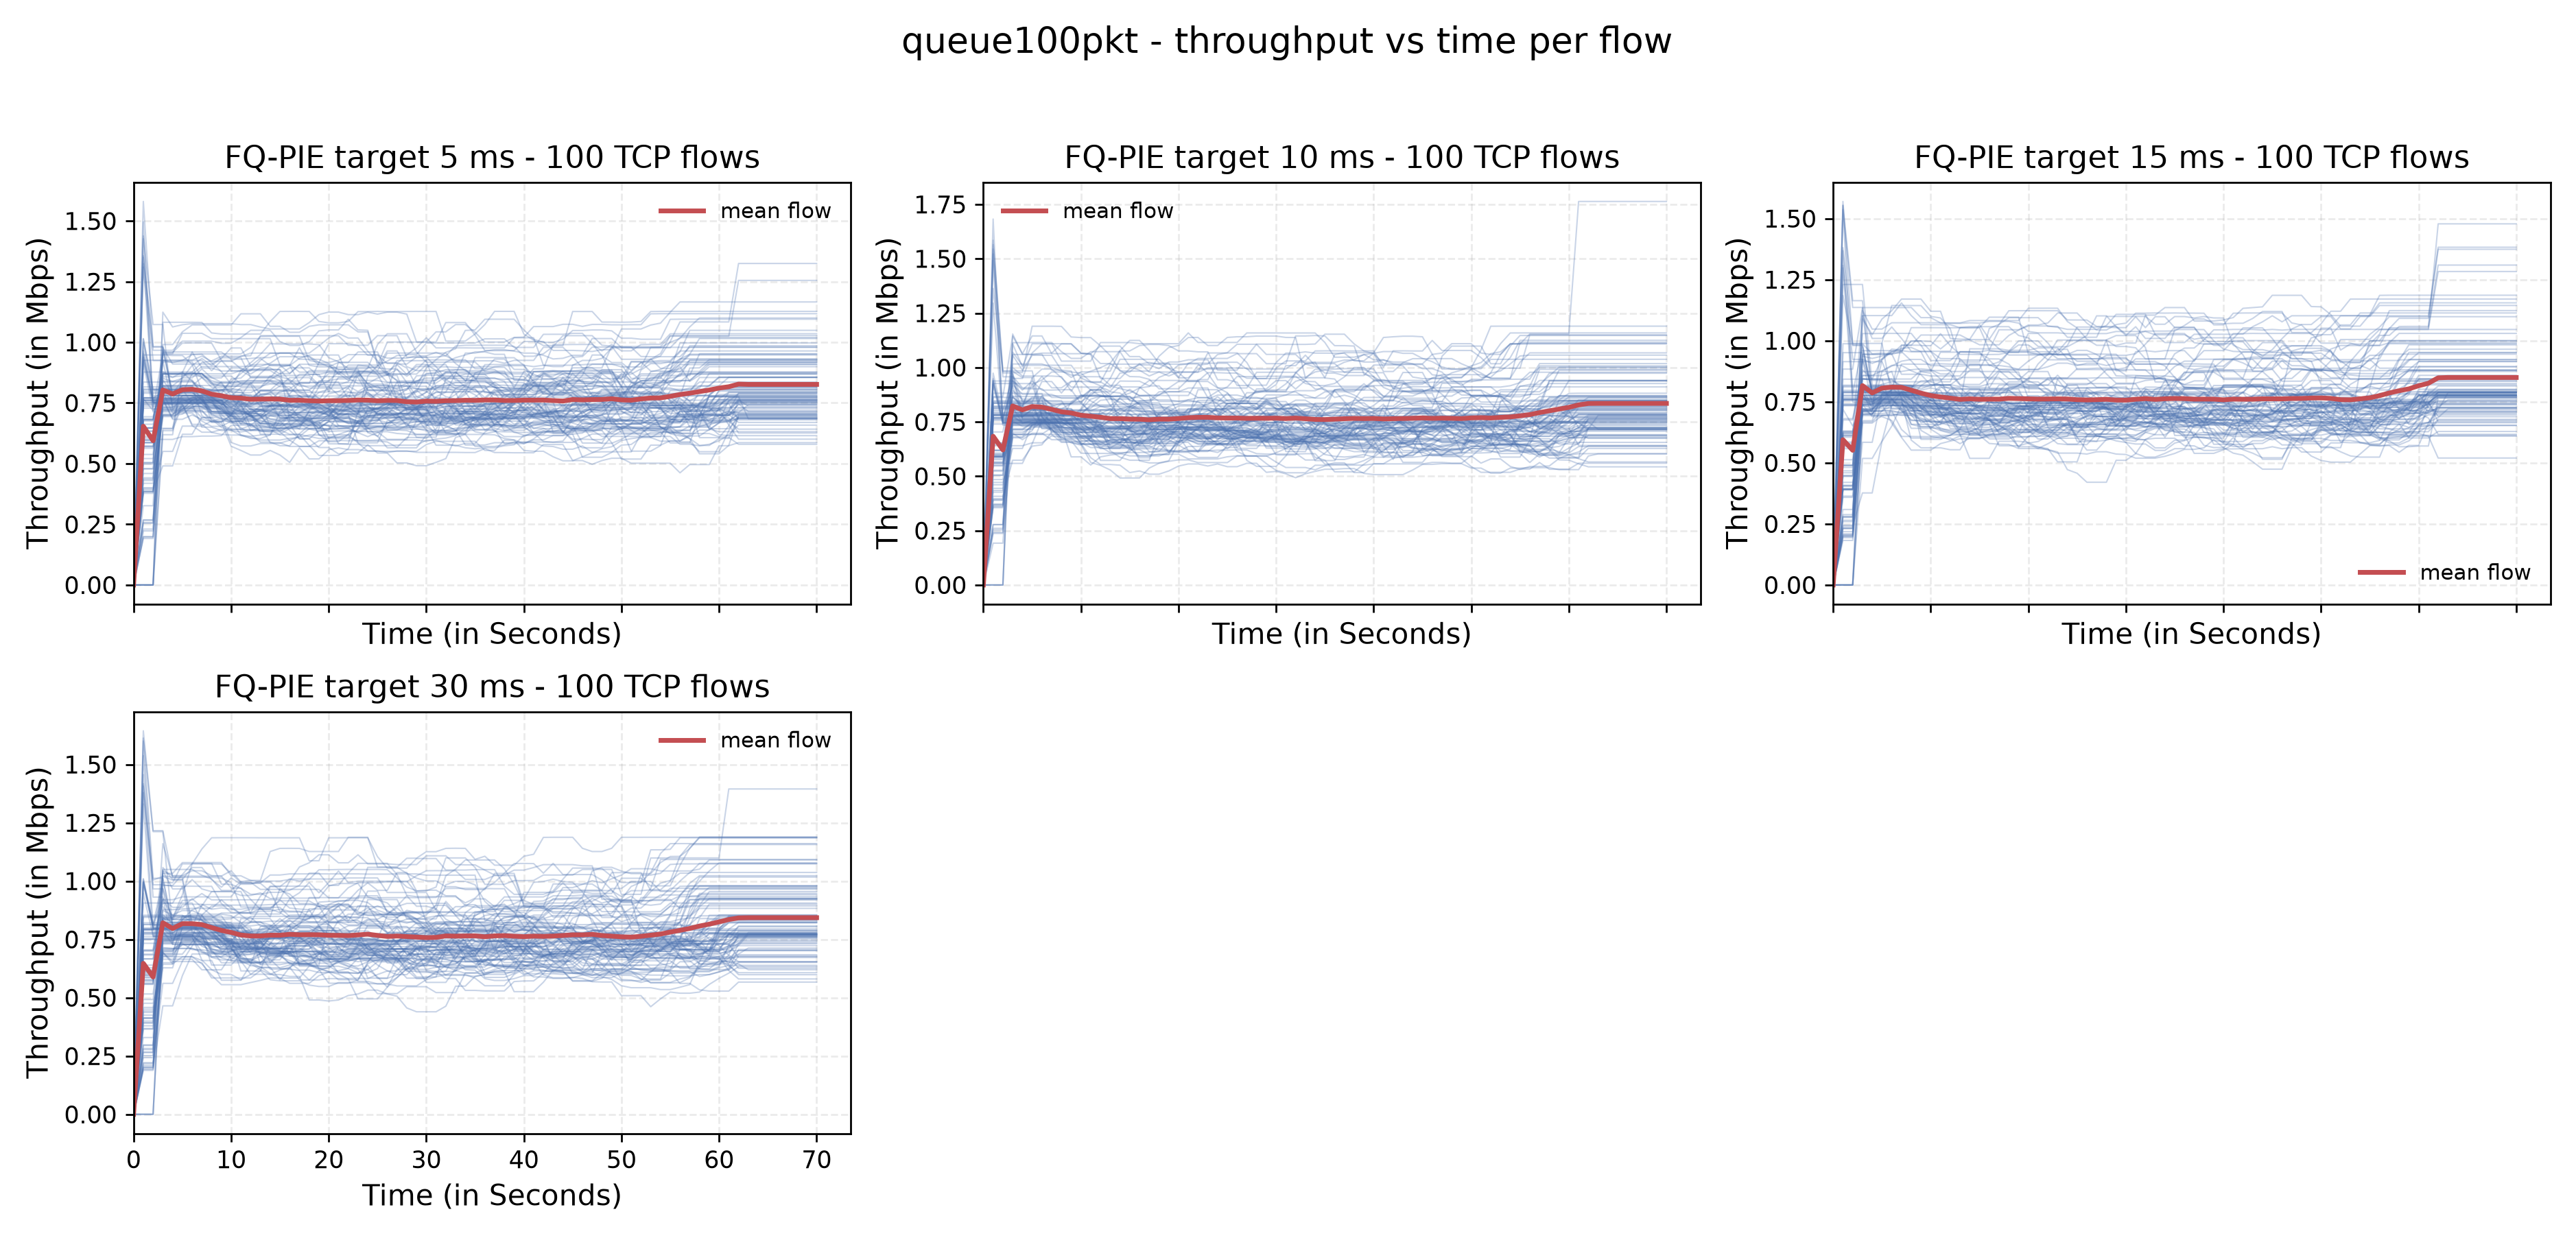 queue100pkt - throughput vs time per flow
FQ-PIE target 5 ms - 100 TCP flows
1.50
1.25
1.00
0.75
0.50
0.25
0.00
Throughput (in Mbps)
mean flow
Time (in Seconds)
FQ-PIE target 10 ms - 100 TCP flows
1.75
1.50
1.25
1.00
0.75
0.50
0.25
0.00
Throughput (in Mbps)
mean flow
Time (in Seconds)
FQ-PIE target 15 ms - 100 TCP flows
1.50
1.25
1.00
0.75
0.50
0.25
0.00
Throughput (in Mbps)
mean flow
Time (in Seconds)
FQ-PIE target 30 ms - 100 TCP flows
1.50
1.25
1.00
0.75
0.50
0.25
0.00
Throughput (in Mbps)
mean flow
0 10 20 30 40 50 60 70
Time (in Seconds)